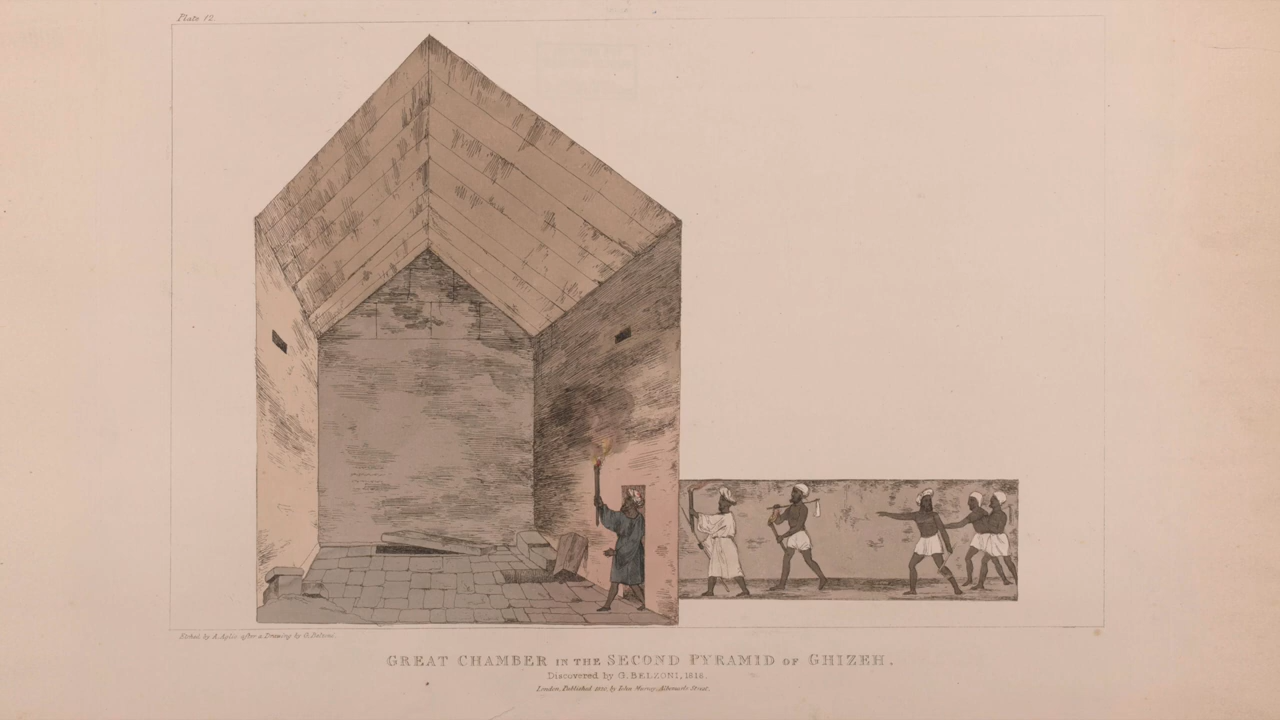 Plate 12.
Etched by A. Aglio after a Drawing by G. Belzoni.
GREAT CHAMBER IN THE SECOND PYRAMID OF GHIZEH.
Discovered by G. BELZONI, 1818.
London, Published 1820, by John Murray, Albemarle Street.